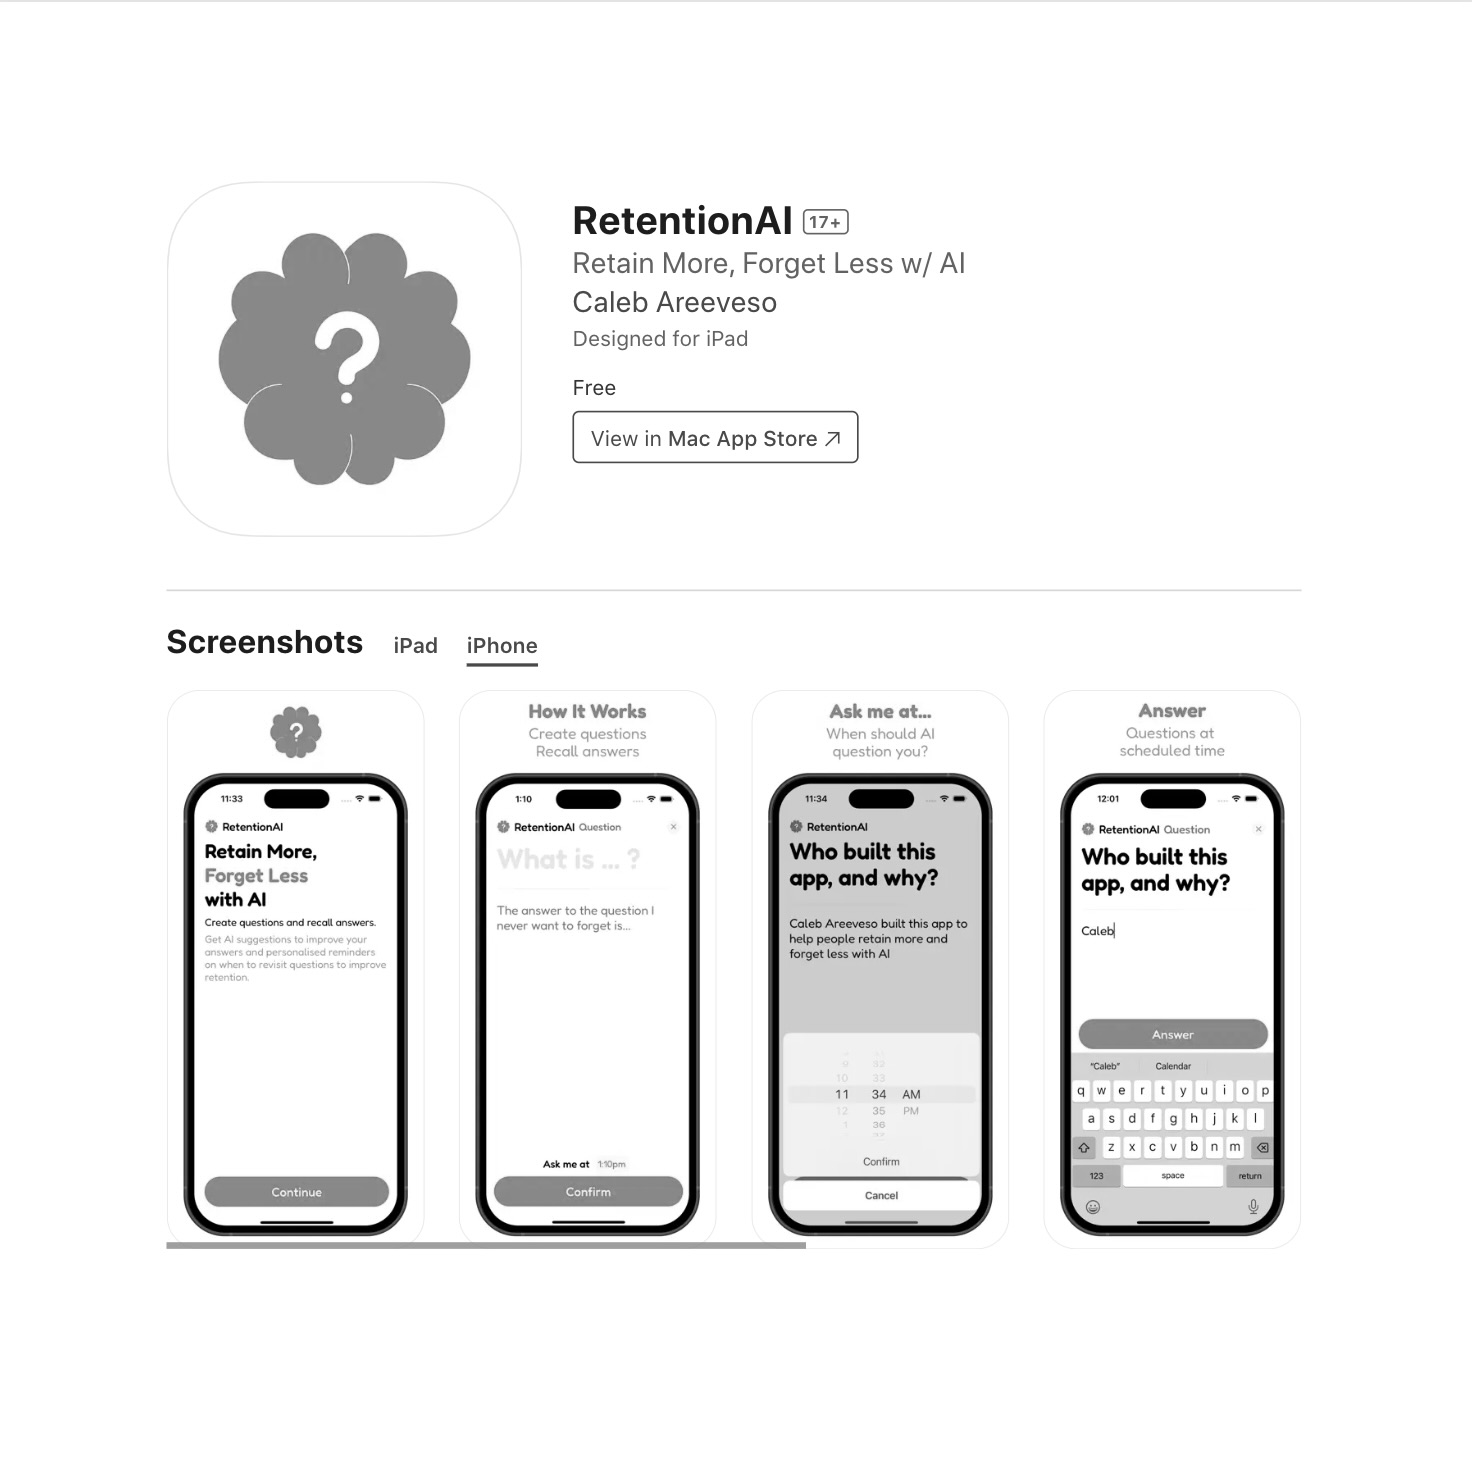 RetentionAI 17+
Retain More, Forget Less w/ AI
Caleb Areeveso
Designed for iPad
Free
View in Mac App Store ↗
Screenshots iPad iPhone
?
11:33
RetentionAI
Retain More,
Forget Less
with AI
Create questions and recall answers.
Get AI suggestions to improve your
answers and personalised reminders
on when to revisit questions to improve
retention.
Continue
How It Works
Create questions
Recall answers
1:10
RetentionAI Question
What is ... ?
The answer to the question I
never want to forget is...
Ask me at 1:10pm
Confirm
Ask me at...
When should AI
question you?
11:34
RetentionAI
Who built this
app, and why?
Caleb Areeveso built this app to
help people retain more and
forget less with AI
9 32
10 33
11 34 AM
12 35 PM
1 36
Confirm
Cancel
Answer
Questions at
scheduled time
12:01
RetentionAI Question
Who built this
app, and why?
Caleb
Answer
"Caleb" Calendar
q w e r t y u i o p
a s d f g h j k l
z x c v b n m
123 space return